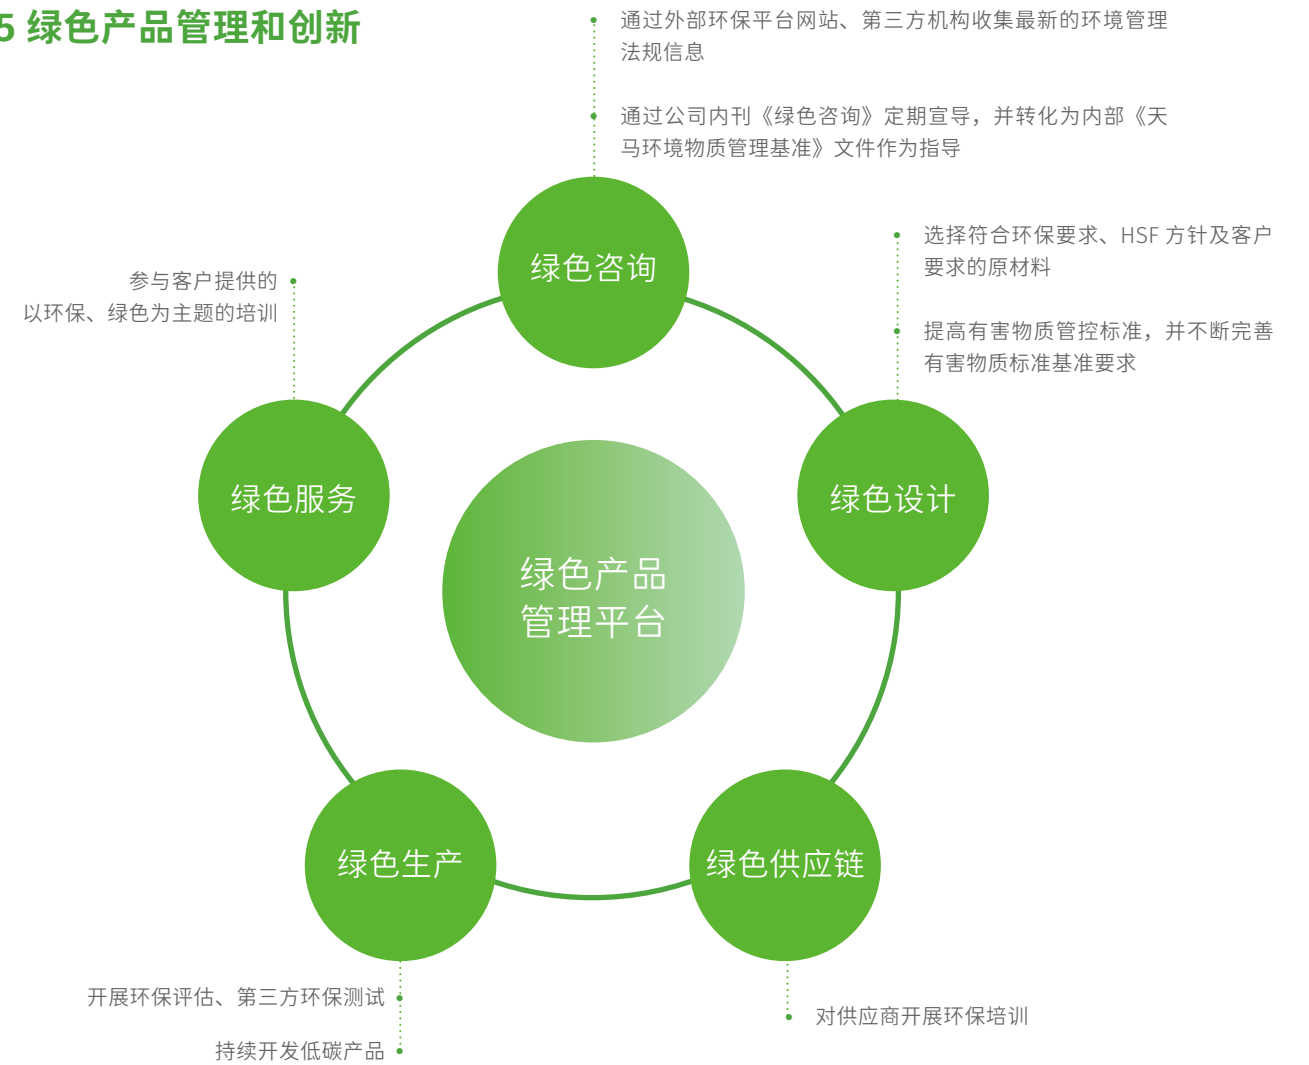 5 绿色产品管理和创新
通过外部环保平台网站、第三方机构收集最新的环境管理
法规信息
通过公司内刊《绿色咨询》定期宣导，并转化为内部《天
马环境物质管理基准》文件作为指导
绿色咨询
选择符合环保要求、HSF 方针及客户
要求的原材料
提高有害物质管控标准，并不断完善
有害物质标准基准要求
参与客户提供的
以环保、绿色为主题的培训
绿色服务
绿色设计
绿色产品
管理平台
绿色生产
绿色供应链
开展环保评估、第三方环保测试
持续开发低碳产品
对供应商开展环保培训